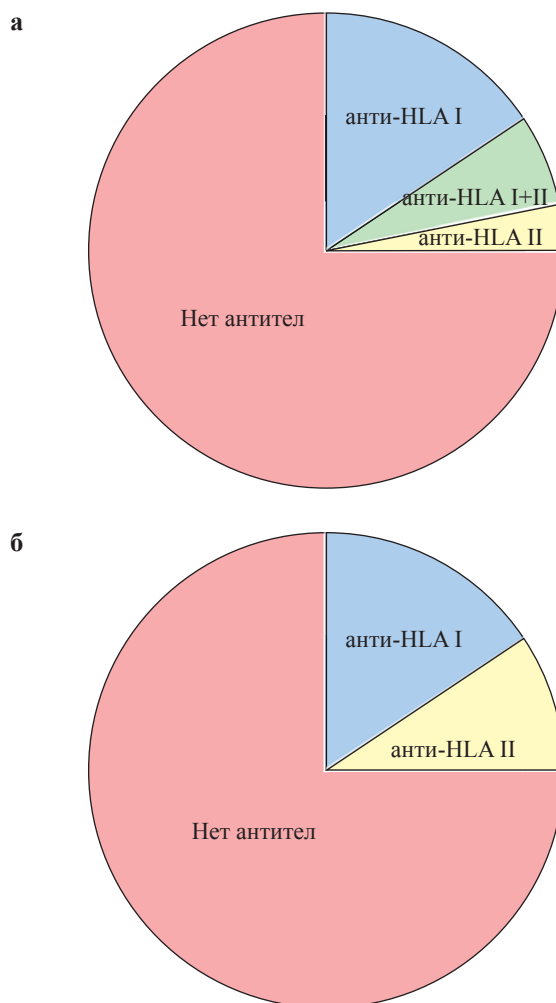 а
анти-HLA I
анти-HLA I+II
анти-HLA II
Нет антител
б
анти-HLA I
анти-HLA II
Нет антител